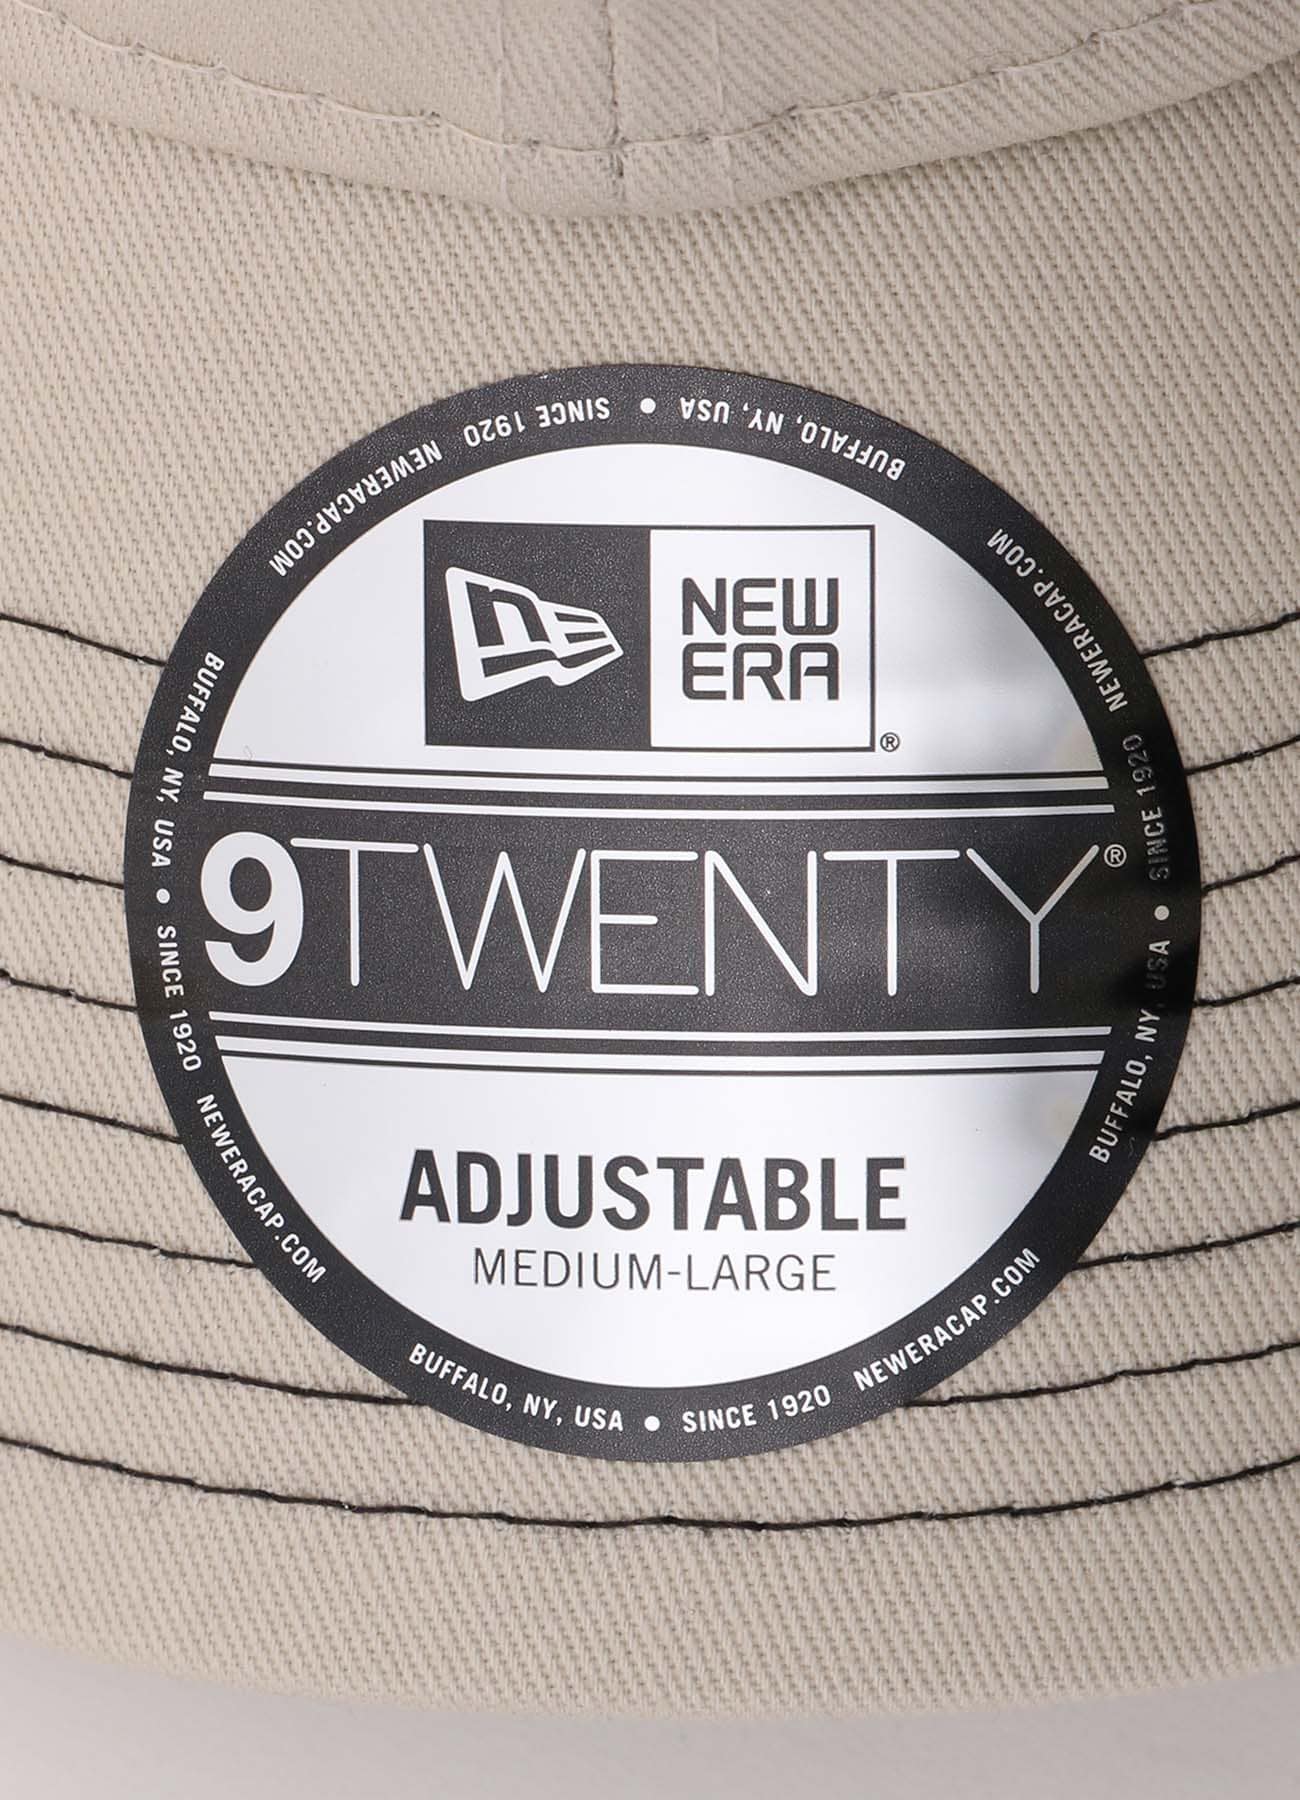 NEW
ERA
®
9TWENTY®
ADJUSTABLE
MEDIUM-LARGE
BUFFALO, NY, USA • SINCE 1920 NEWERACAP.COM
BUFFALO, NY, USA • SINCE 1920 NEWERACAP.COM
BUFFALO, NY, USA • SINCE 1920 NEWERACAP.COM
BUFFALO, NY, USA • SINCE 1920 NEWERACAP.COM